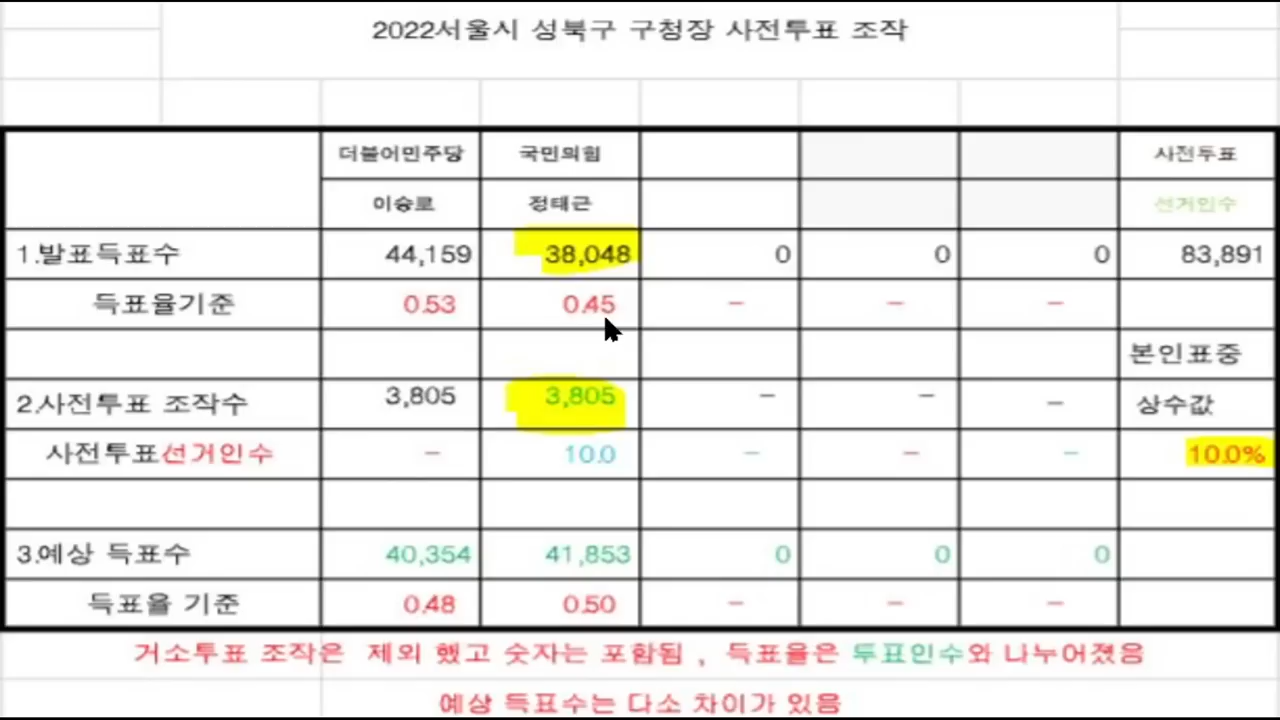 2022서울시 성북구 구청장 사전투표 조작
더불어민주당 국민의힘 사전투표
이승로 정태근 선거인수
1.발표득표수 44,159 38,048 0 0 0 83,891
득표율기준 0.53 0.45 – – –
본인표중
2.사전투표 조작수 3,805 3,805 – – – 상수값
사전투표선거인수 – 10.0 – – – 10.0%
3.예상 득표수 40,354 41,853 0 0 0
득표율 기준 0.48 0.50 – – –
거소투표 조작은 제외 했고 숫자는 포함됨 , 득표율은 투표인수와 나누어졌음
예상 득표수는 다소 차이가 있음